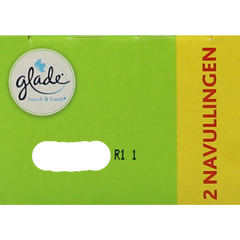 glade
touch & fresh
R1 1
2 NAVULLINGEN